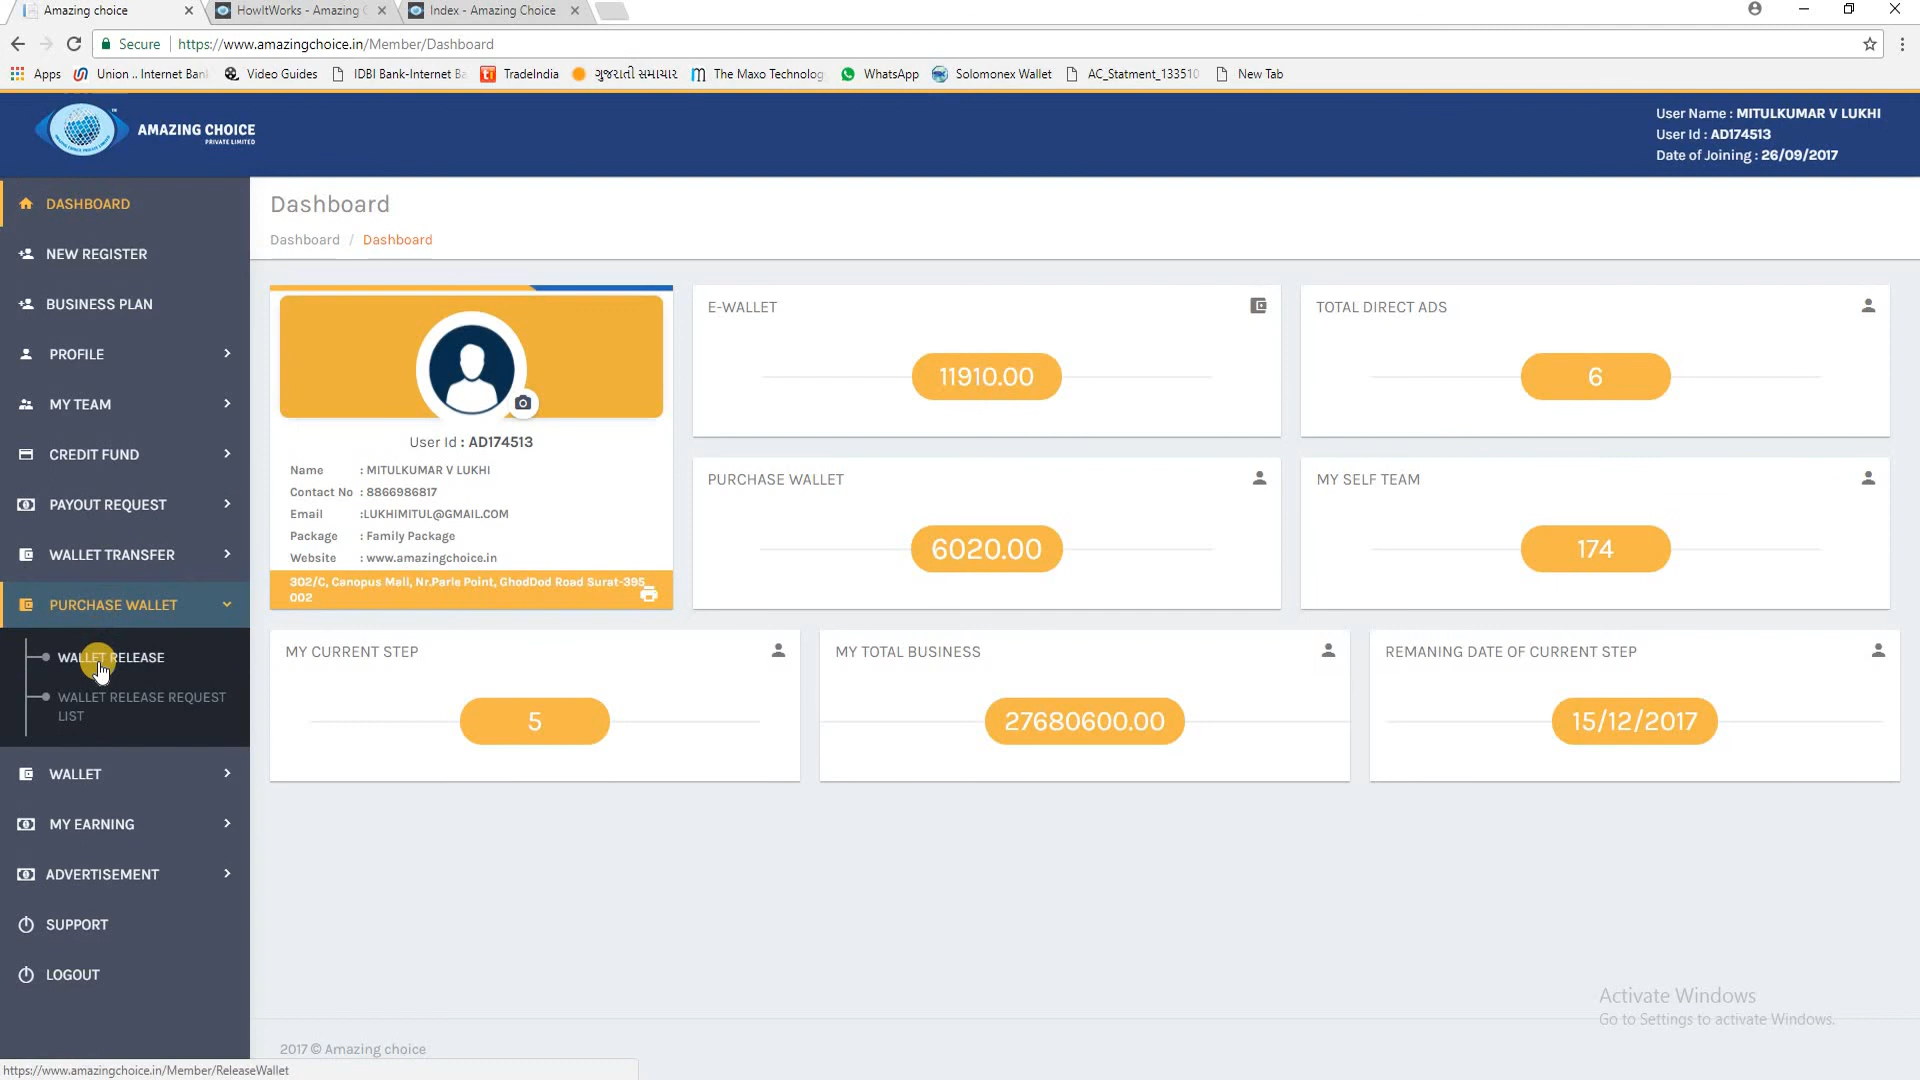 Amazing choice
HowItWorks - Amazing C
Index - Amazing Choice
Secure
https://www.amazingchoice.in/Member/Dashboard
Apps
Union .. Internet Bank
Video Guides
IDBI Bank-Internet Ba
TradeIndia
ગુજરાતી સમાચાર
The Maxo Technolog
WhatsApp
Solomonex Wallet
AC_Statment_133510
New Tab
AMAZING CHOICE
PRIVATE LIMITED
User Name : MITULKUMAR V LUKHI
User Id : AD174513
Date of Joining : 26/09/2017
DASHBOARD
NEW REGISTER
BUSINESS PLAN
PROFILE
MY TEAM
CREDIT FUND
PAYOUT REQUEST
WALLET TRANSFER
PURCHASE WALLET
WALLET RELEASE
WALLET RELEASE REQUEST
LIST
WALLET
MY EARNING
ADVERTISEMENT
SUPPORT
LOGOUT
Dashboard
Dashboard / Dashboard
User Id : AD174513
Name : MITULKUMAR V LUKHI
Contact No : 8866986817
Email :LUKHIMITUL@GMAIL.COM
Package : Family Package
Website : www.amazingchoice.in
302/C, Canopus Mall, Nr.Parle Point, GhodDod Road Surat-395
002
E-WALLET
11910.00
TOTAL DIRECT ADS
6
PURCHASE WALLET
6020.00
MY SELF TEAM
174
MY CURRENT STEP
5
MY TOTAL BUSINESS
27680600.00
REMANING DATE OF CURRENT STEP
15/12/2017
Activate Windows
Go to Settings to activate Windows.
2017 © Amazing choice
https://www.amazingchoice.in/Member/ReleaseWallet